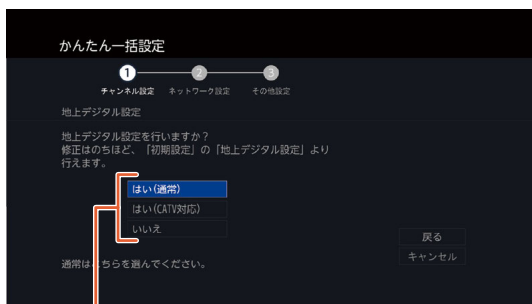 かんたん一括設定
1 2 3
チャンネル設定 ネットワーク設定 その他設定
地上デジタル設定
地上デジタル設定を行いますか？
修正はのちほど、「初期設定」の「地上デジタル設定」より
行えます。
はい(通常)
はい(CATV対応)
いいえ
戻る
通常はこちらを選んでください。
キャンセル